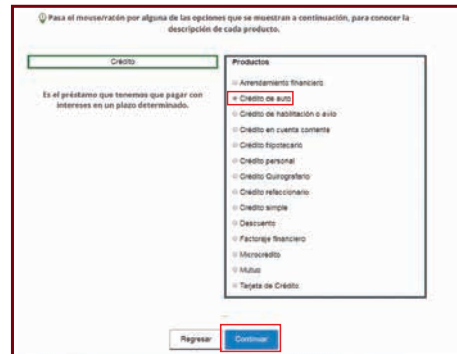 Pasa el mouse/ratón por alguna de las opciones que se muestran a continuación, para conocer la
descripción de cada producto.
Crédito
Es el préstamo que tenemos que pagar con
intereses en un plazo determinado.
Productos
Arrendamiento financiero
Crédito de auto
Crédito de habilitación o avío
Crédito en cuenta corriente
Crédito hipotecario
Crédito personal
Crédito Quirografario
Crédito refaccionario
Crédito simple
Descuento
Factoraje financiero
Microcrédito
Mutuo
Tarjeta de Crédito
Regresar
Continuar